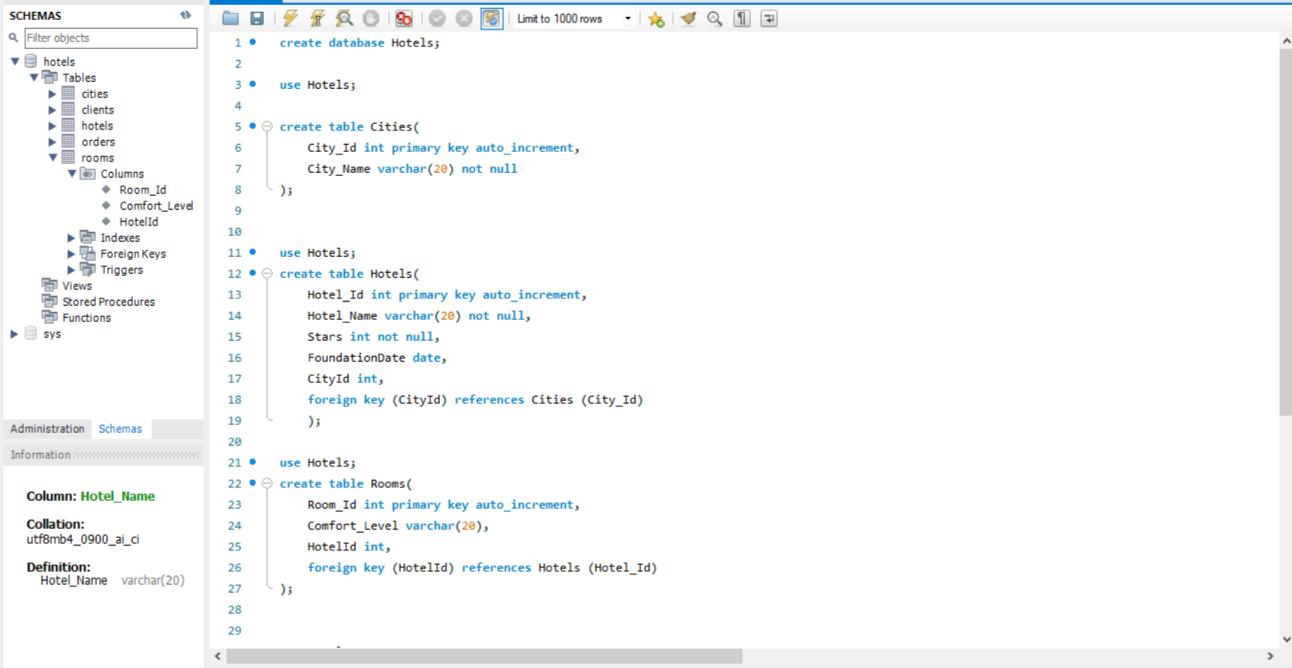 SCHEMAS
Filter objects
hotels
Tables
cities
clients
hotels
orders
rooms
Columns
Room_Id
Comfort_Level
HotelId
Indexes
Foreign Keys
Triggers
Views
Stored Procedures
Functions
sys
Administration Schemas
Information
Column: Hotel_Name
Collation:
utf8mb4_0900_ai_ci
Definition:
Hotel_Name varchar(20)
Limit to 1000 rows
1 create database Hotels;
2
3 use Hotels;
4
5 create table Cities(
6 City_Id int primary key auto_increment,
7 City_Name varchar(20) not null
8 );
9
10
11 use Hotels;
12 create table Hotels(
13 Hotel_Id int primary key auto_increment,
14 Hotel_Name varchar(20) not null,
15 Stars int not null,
16 FoundationDate date,
17 CityId int,
18 foreign key (CityId) references Cities (City_Id)
19 );
20
21 use Hotels;
22 create table Rooms(
23 Room_Id int primary key auto_increment,
24 Comfort_Level varchar(20),
25 HotelId int,
26 foreign key (HotelId) references Hotels (Hotel_Id)
27 );
28
29